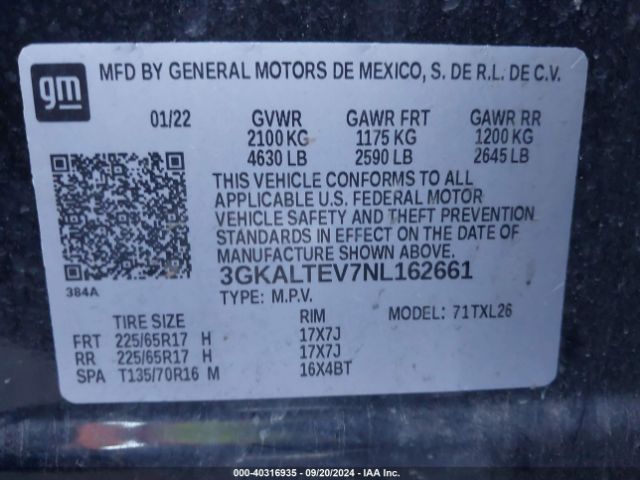 gm
MFD BY GENERAL MOTORS DE MEXICO, S. DE R.L. DE C.V.
01/22 GVWR GAWR FRT GAWR RR
2100 KG 1175 KG 1200 KG
4630 LB 2590 LB 2645 LB
THIS VEHICLE CONFORMS TO ALL
APPLICABLE U.S. FEDERAL MOTOR
VEHICLE SAFETY AND THEFT PREVENTION
STANDARDS IN EFFECT ON THE DATE OF
MANUFACTURE SHOWN ABOVE.
384A
3GKALTEV7NL162661
TYPE: M.P.V. MODEL: 71TXL26
TIRE SIZE RIM
FRT 225/65R17 H 17X7J
RR 225/65R17 H 17X7J
SPA T135/70R16 M 16X4BT
000-40316935 - 09/20/2024 - IAA Inc.